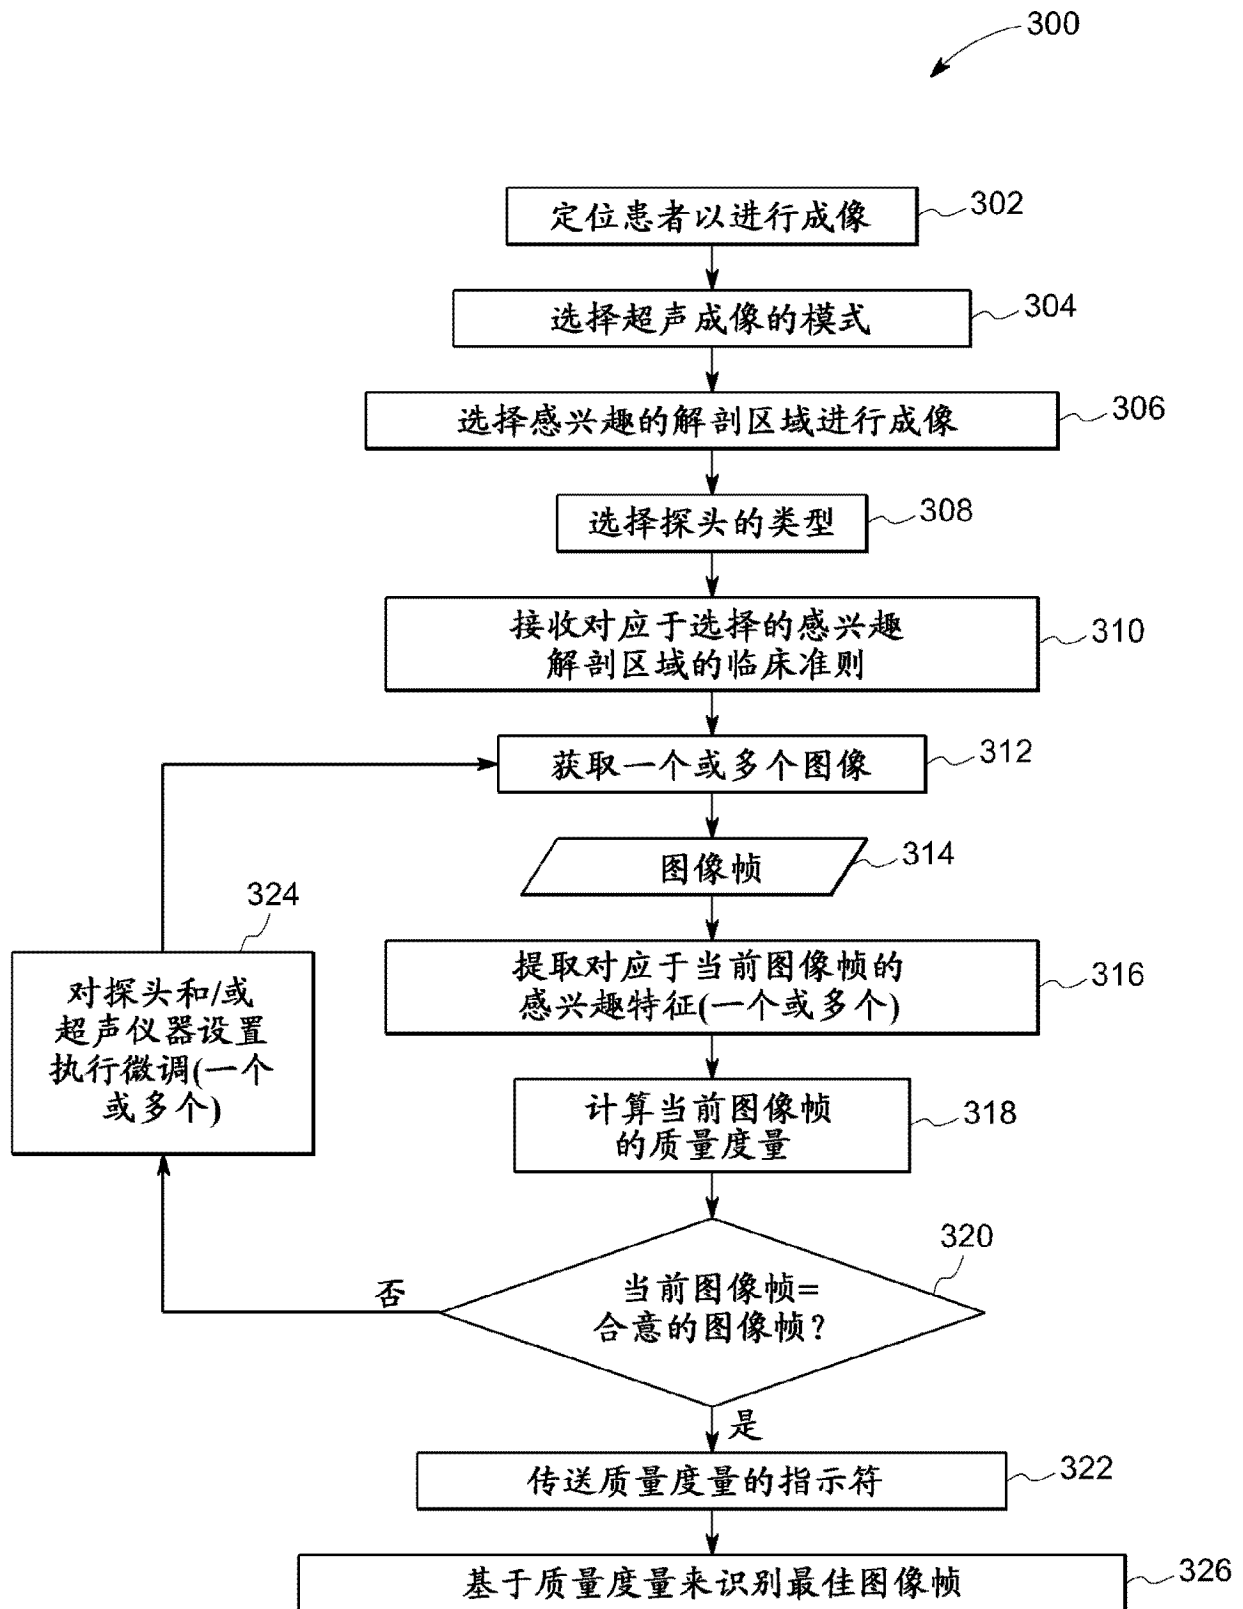 300
定位患者以进行成像
302
选择超声成像的模式
304
选择感兴趣的解剖区域进行成像
306
选择探头的类型
308
接收对应于选择的感兴趣
解剖区域的临床准则
310
获取一个或多个图像
312
图像帧
314
提取对应于当前图像帧的
感兴趣特征(一个或多个)
316
324
对探头和/或
超声仪器设置
执行微调(一个
或多个)
计算当前图像帧
的质量度量
318
当前图像帧=
合意的图像帧?
320
否
是
传送质量度量的指示符
322
基于质量度量来识别最佳图像帧
326